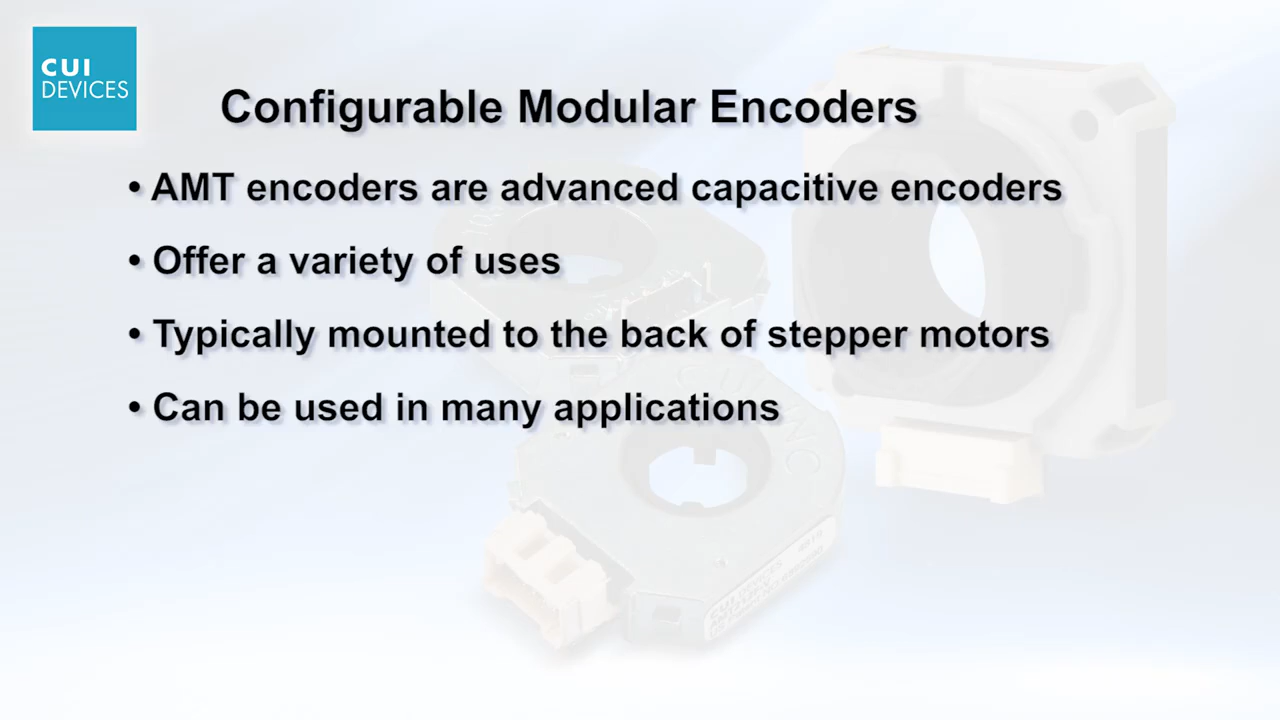 CUI
DEVICES
Configurable Modular Encoders
• AMT encoders are advanced capacitive encoders
• Offer a variety of uses
• Typically mounted to the back of stepper motors
• Can be used in many applications